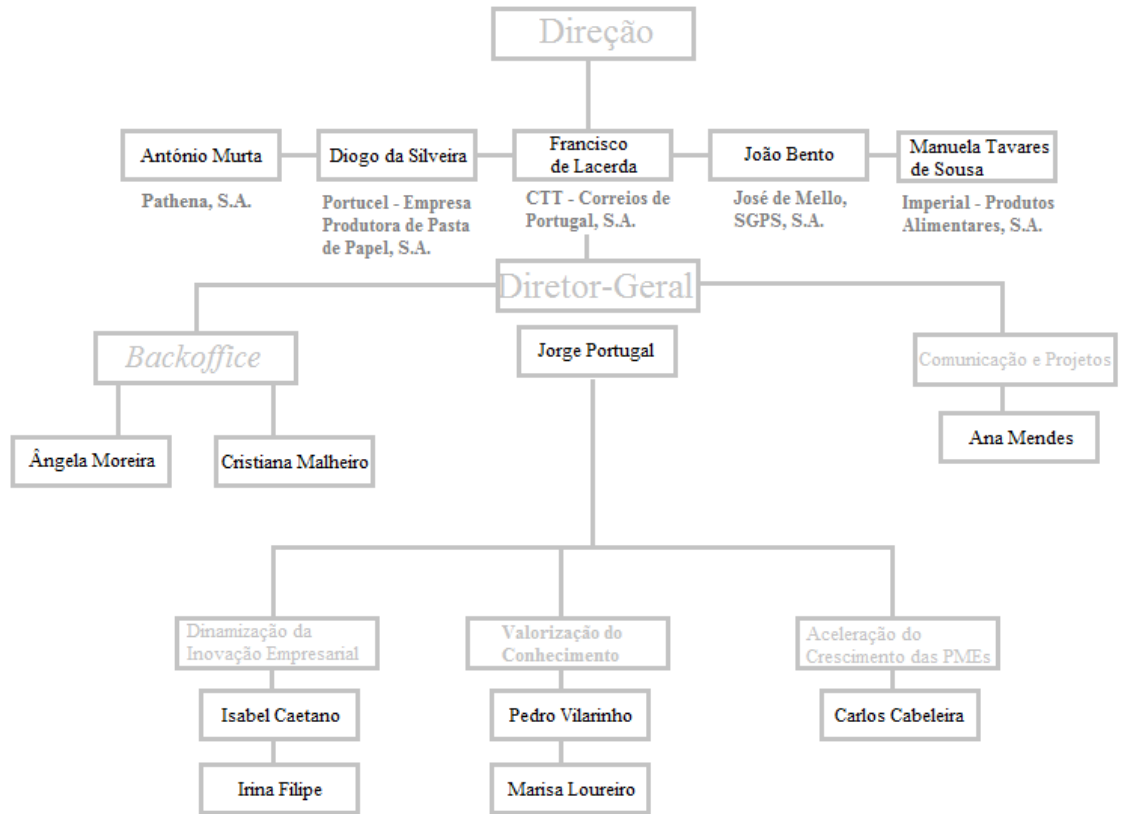 Direção
António Murta
Diogo da Silveira
Francisco
de Lacerda
João Bento
Manuela Tavares
de Sousa
Pathena, S.A.
Portucel - Empresa
Produtora de Pasta
de Papel, S.A.
CTT - Correios de
Portugal, S.A.
José de Mello,
SGPS, S.A.
Imperial - Produtos
Alimentares, S.A.
Diretor-Geral
Jorge Portugal
Backoffice
Comunicação e Projetos
Ângela Moreira
Cristiana Malheiro
Ana Mendes
Dinamização da
Inovação Empresarial
Valorização do
Conhecimento
Aceleração do
Crescimento das PMEs
Isabel Caetano
Pedro Vilarinho
Carlos Cabeleira
Irina Filipe
Marisa Loureiro